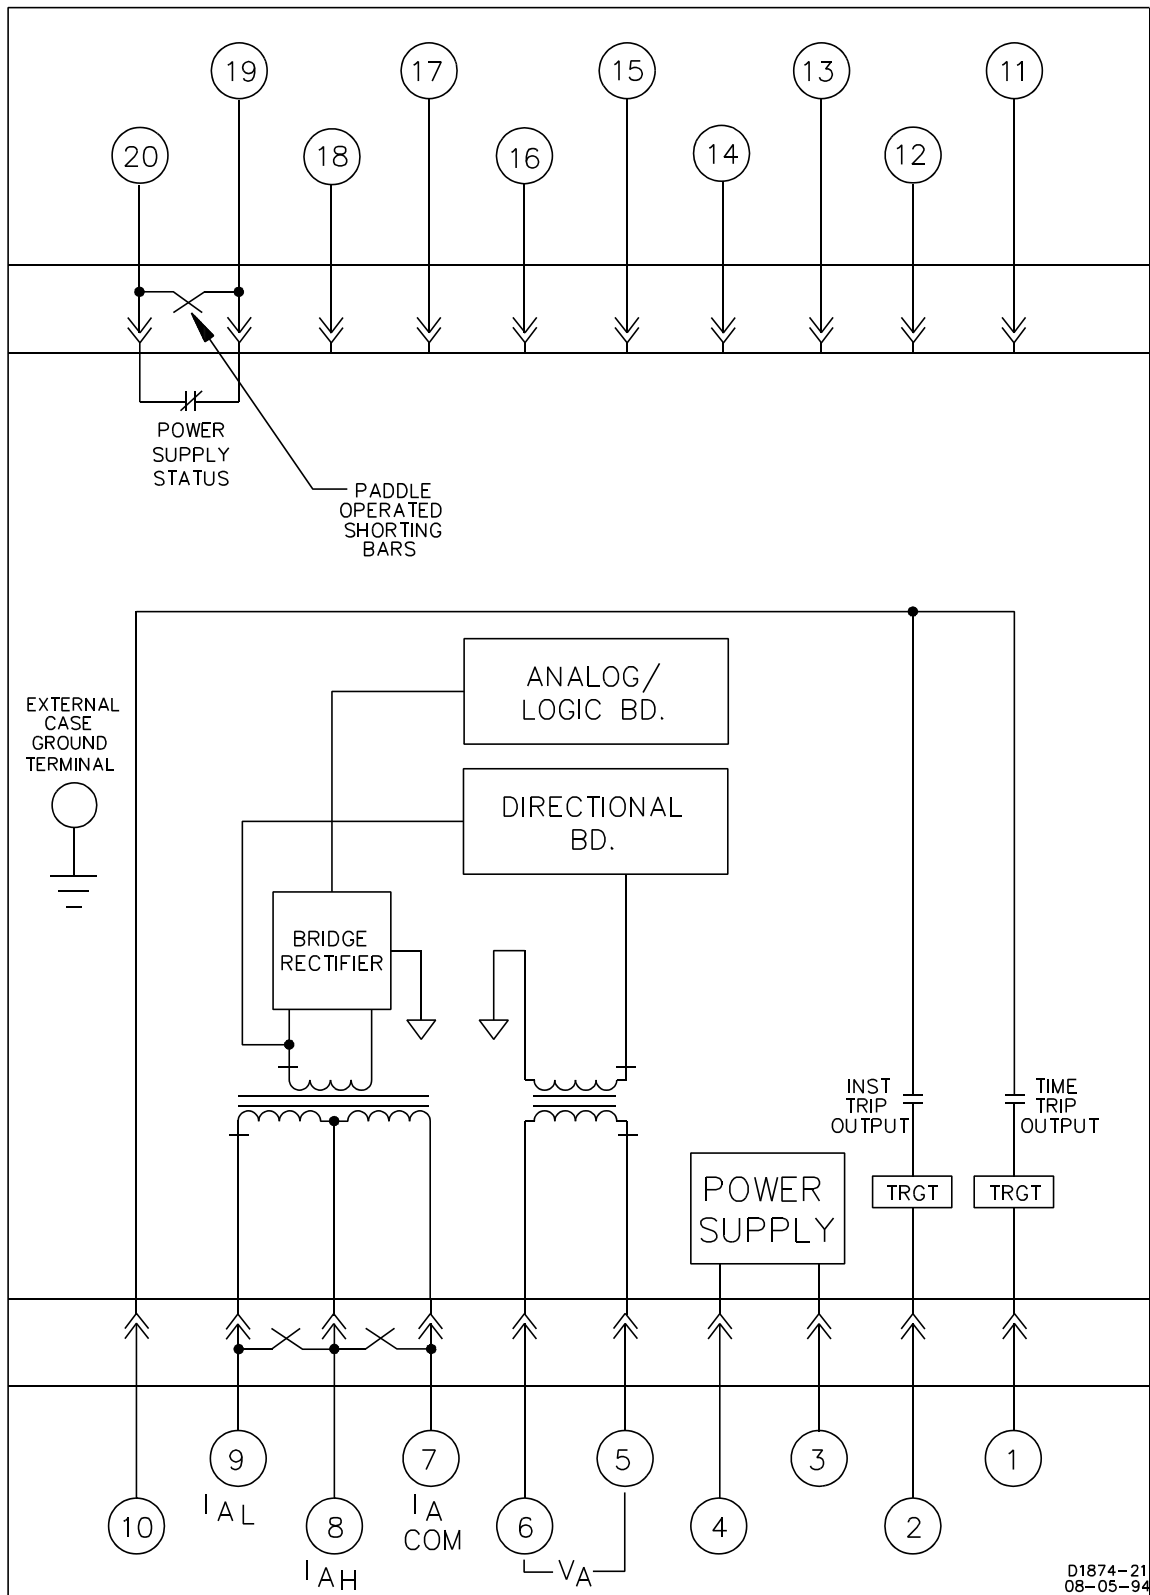 19
17
15
13
11
20
18
16
14
12
POWER
SUPPLY
STATUS
PADDLE
OPERATED
SHORTING
BARS
ANALOG/
LOGIC BD.
EXTERNAL
CASE
GROUND
TERMINAL
DIRECTIONAL
BD.
BRIDGE
RECTIFIER
INST
TRIP
OUTPUT
TIME
TRIP
OUTPUT
POWER
SUPPLY
TRGT
TRGT
9
7
5
3
1
IAL
IA
COM
10
8
6
4
2
IAH
VA
D1874-21
08-05-94